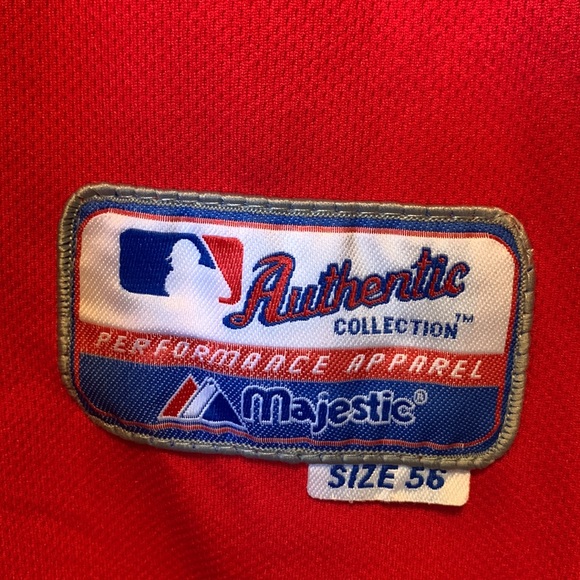 Authentic
COLLECTION™
PERFORMANCE APPAREL
Majestic®
SIZE 56